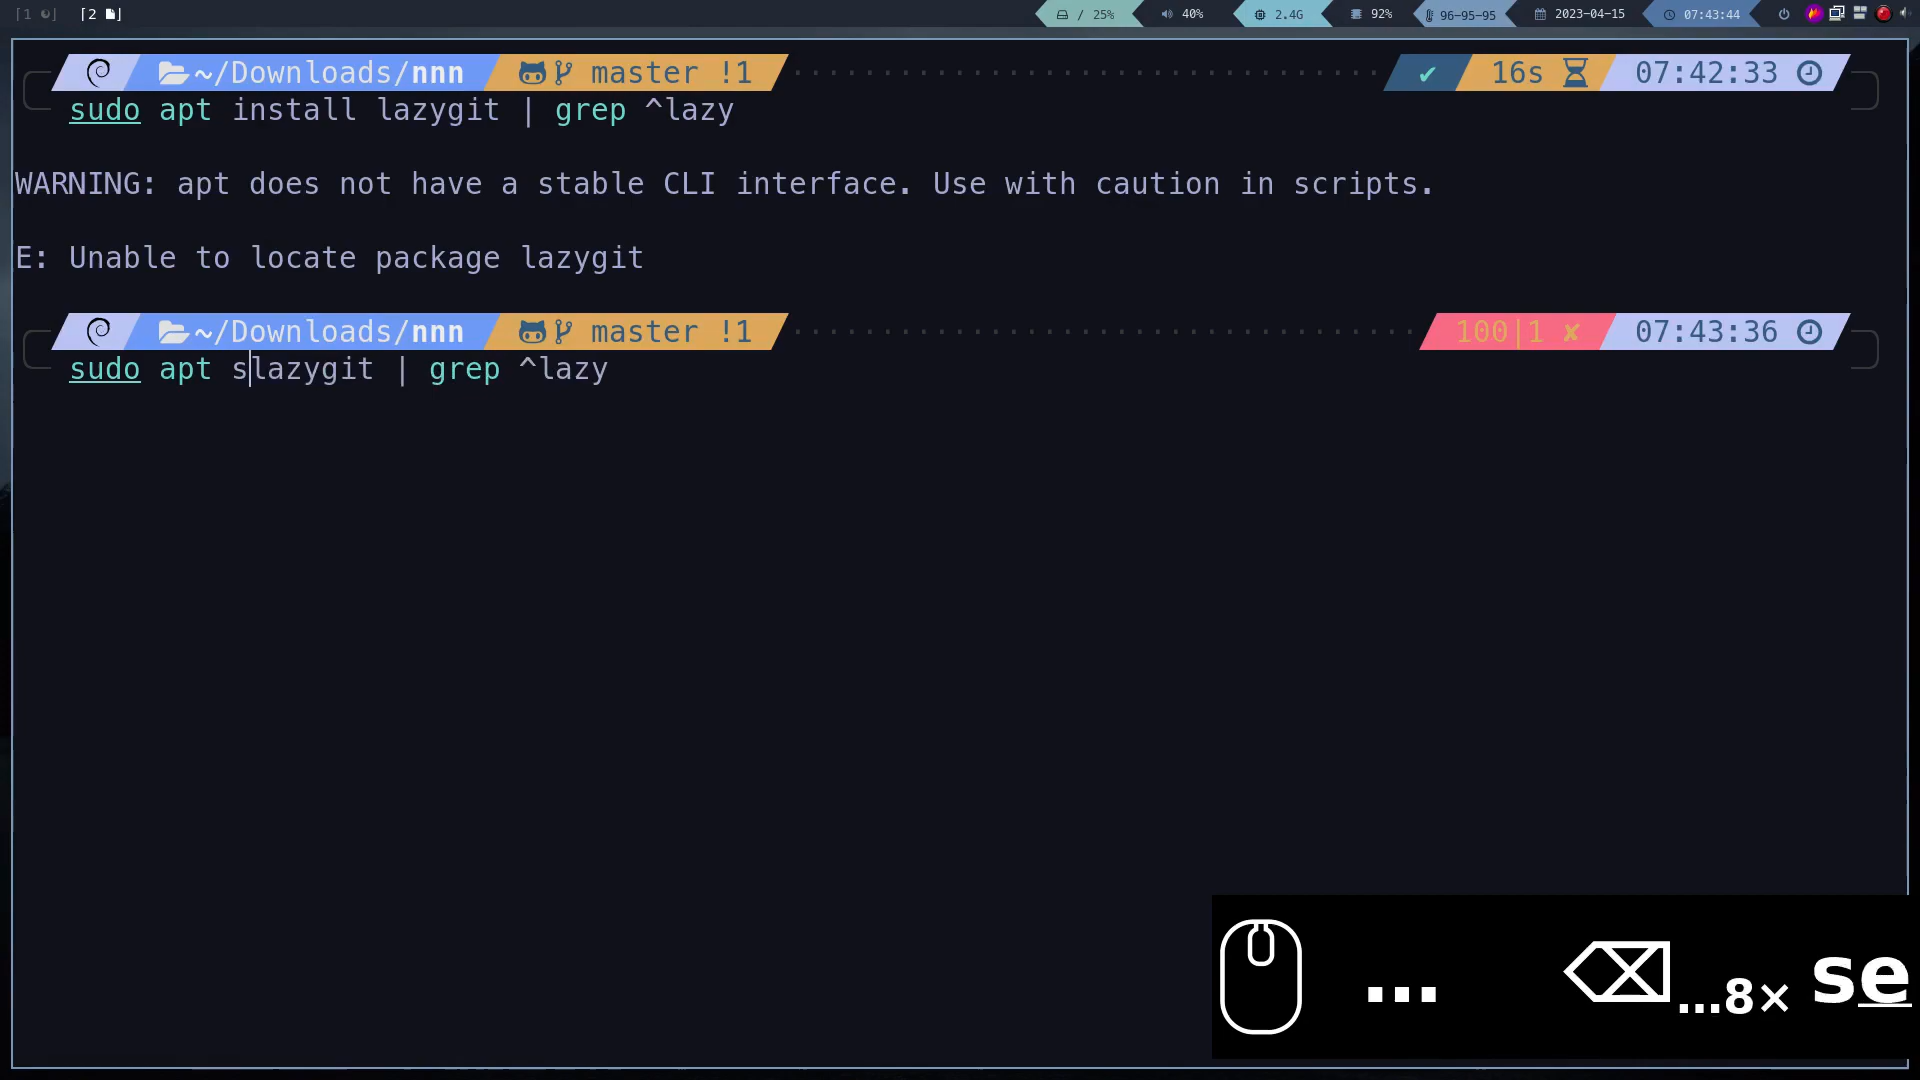 [1 ] [2 ] / 25% 40% 2.4G 92% 96-95-95 2023-04-15 07:43:44
~/Downloads/nnn master !1 ✔ 16s 07:42:33
sudo apt install lazygit | grep ^lazy
WARNING: apt does not have a stable CLI interface. Use with caution in scripts.
E: Unable to locate package lazygit
~/Downloads/nnn master !1 100|1 ✘ 07:43:36
sudo apt slazygit | grep ^lazy
... ⌫...8× se